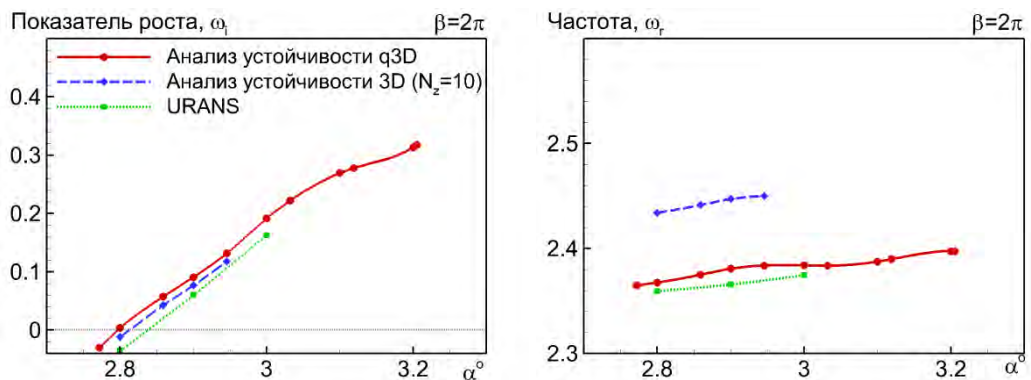 Показатель роста, ωi β=2π
Анализ устойчивости q3D
Анализ устойчивости 3D (Nz=10)
URANS
0.4
0.3
0.2
0.1
0
2.8 3 α° 3.2
Частота, ωr β=2π
2.5
2.4
2.3
2.8 3 3.2 α°